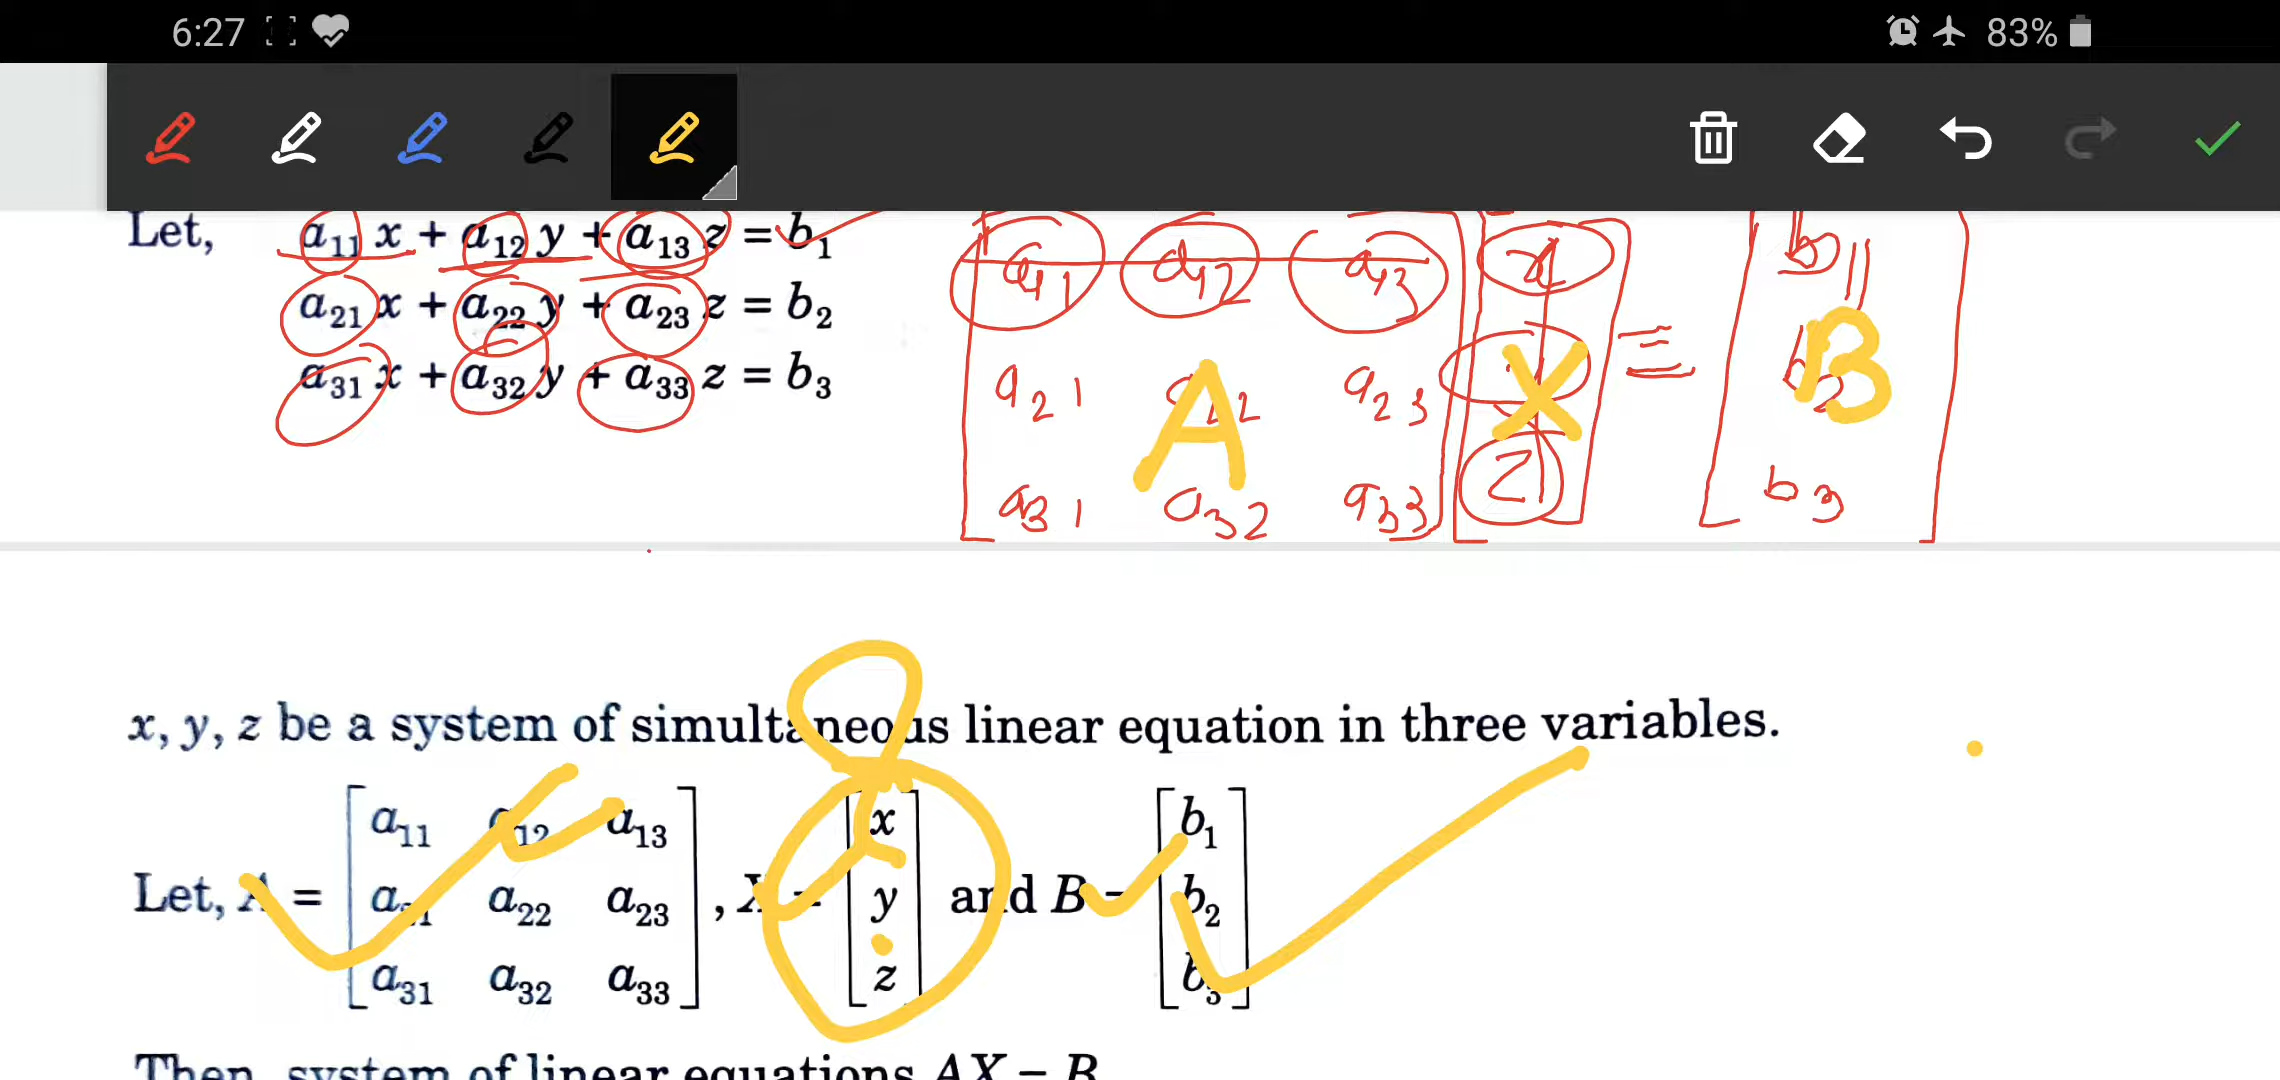 6:27 83%
Let, a₁₁ x + a₁₂ y + a₁₃ z = b₁
a₂₁ x + a₂₂ y + a₂₃ z = b₂
a₃₁ x + a₃₂ y + a₃₃ z = b₃
a₁₁ a₁₂ a₁₃ x = b₁
a₂₁ a₂₃ b₂
a₃₁ a₃₂ a₃₃ z b₃
A X B
x, y, z be a system of simultaneous linear equation in three variables.
a₁₁ a₁₂ a₁₃ x b₁
Let, A = a₂₁ a₂₂ a₂₃ , X = y and B = b₂
a₃₁ a₃₂ a₃₃ z b₃
Then, system of linear equations AX = B